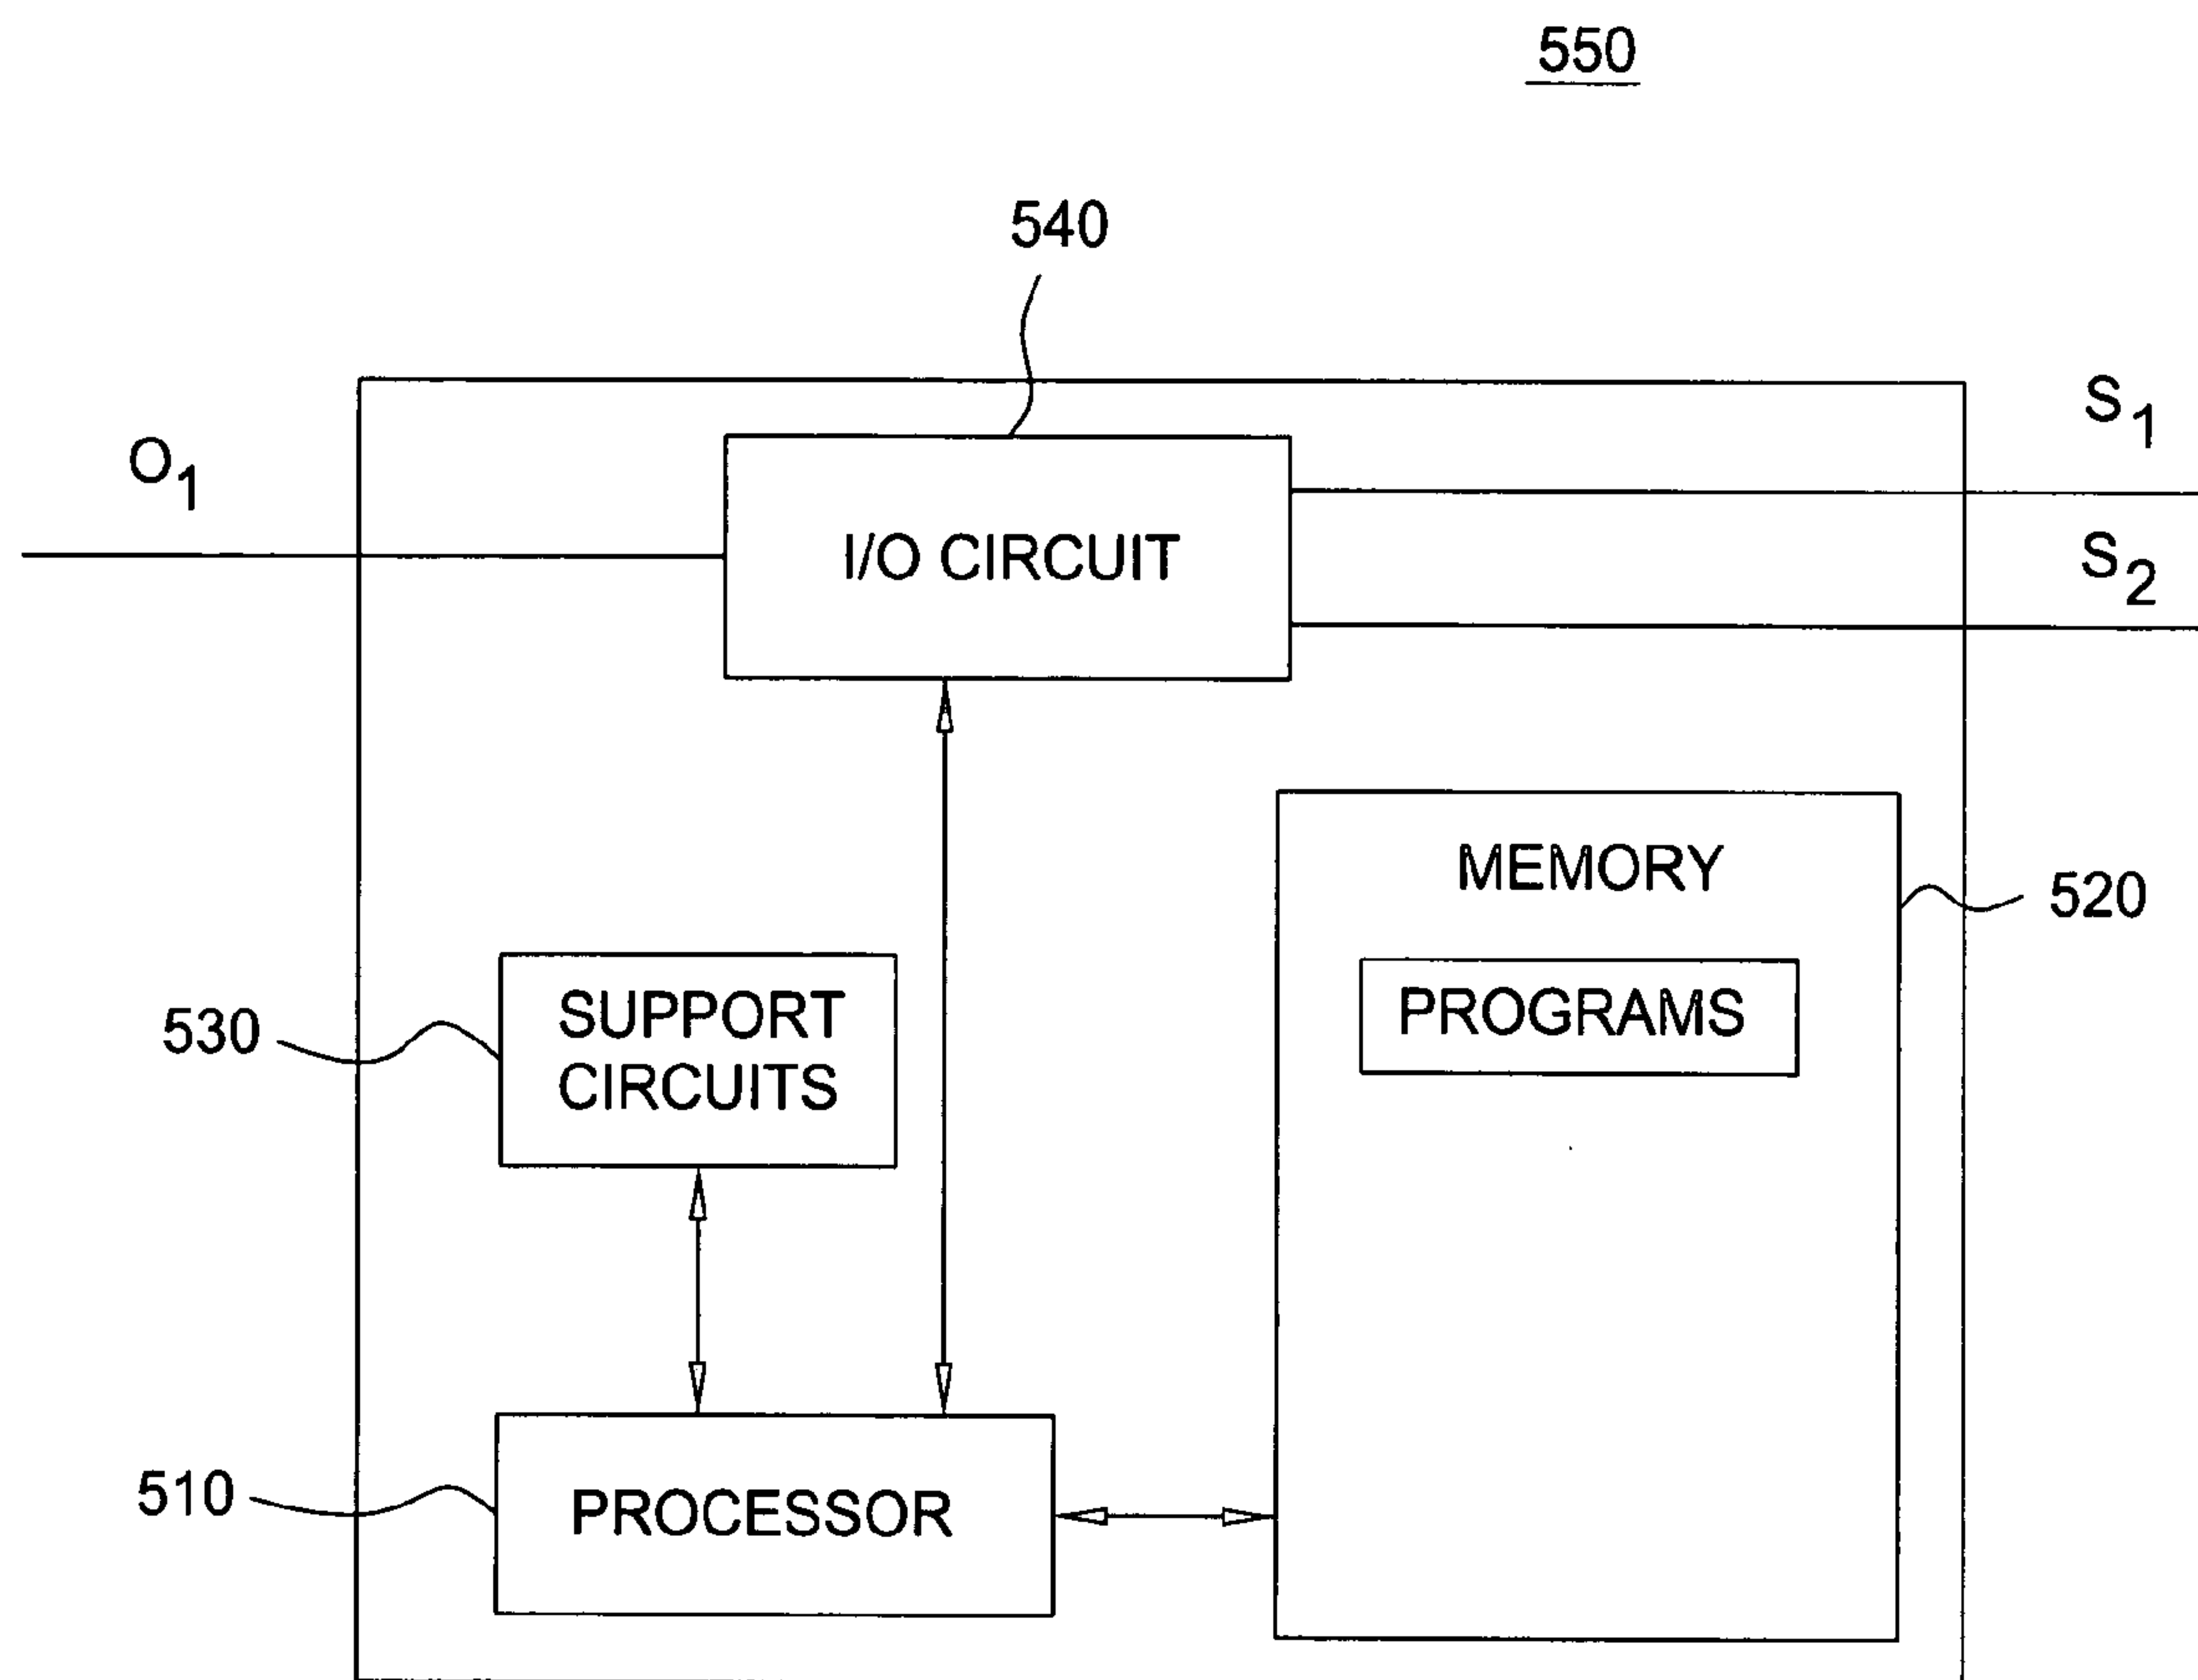 550
540
S1
O1
I/O CIRCUIT
S2
MEMORY
520
PROGRAMS
530
SUPPORT
CIRCUITS
510
PROCESSOR